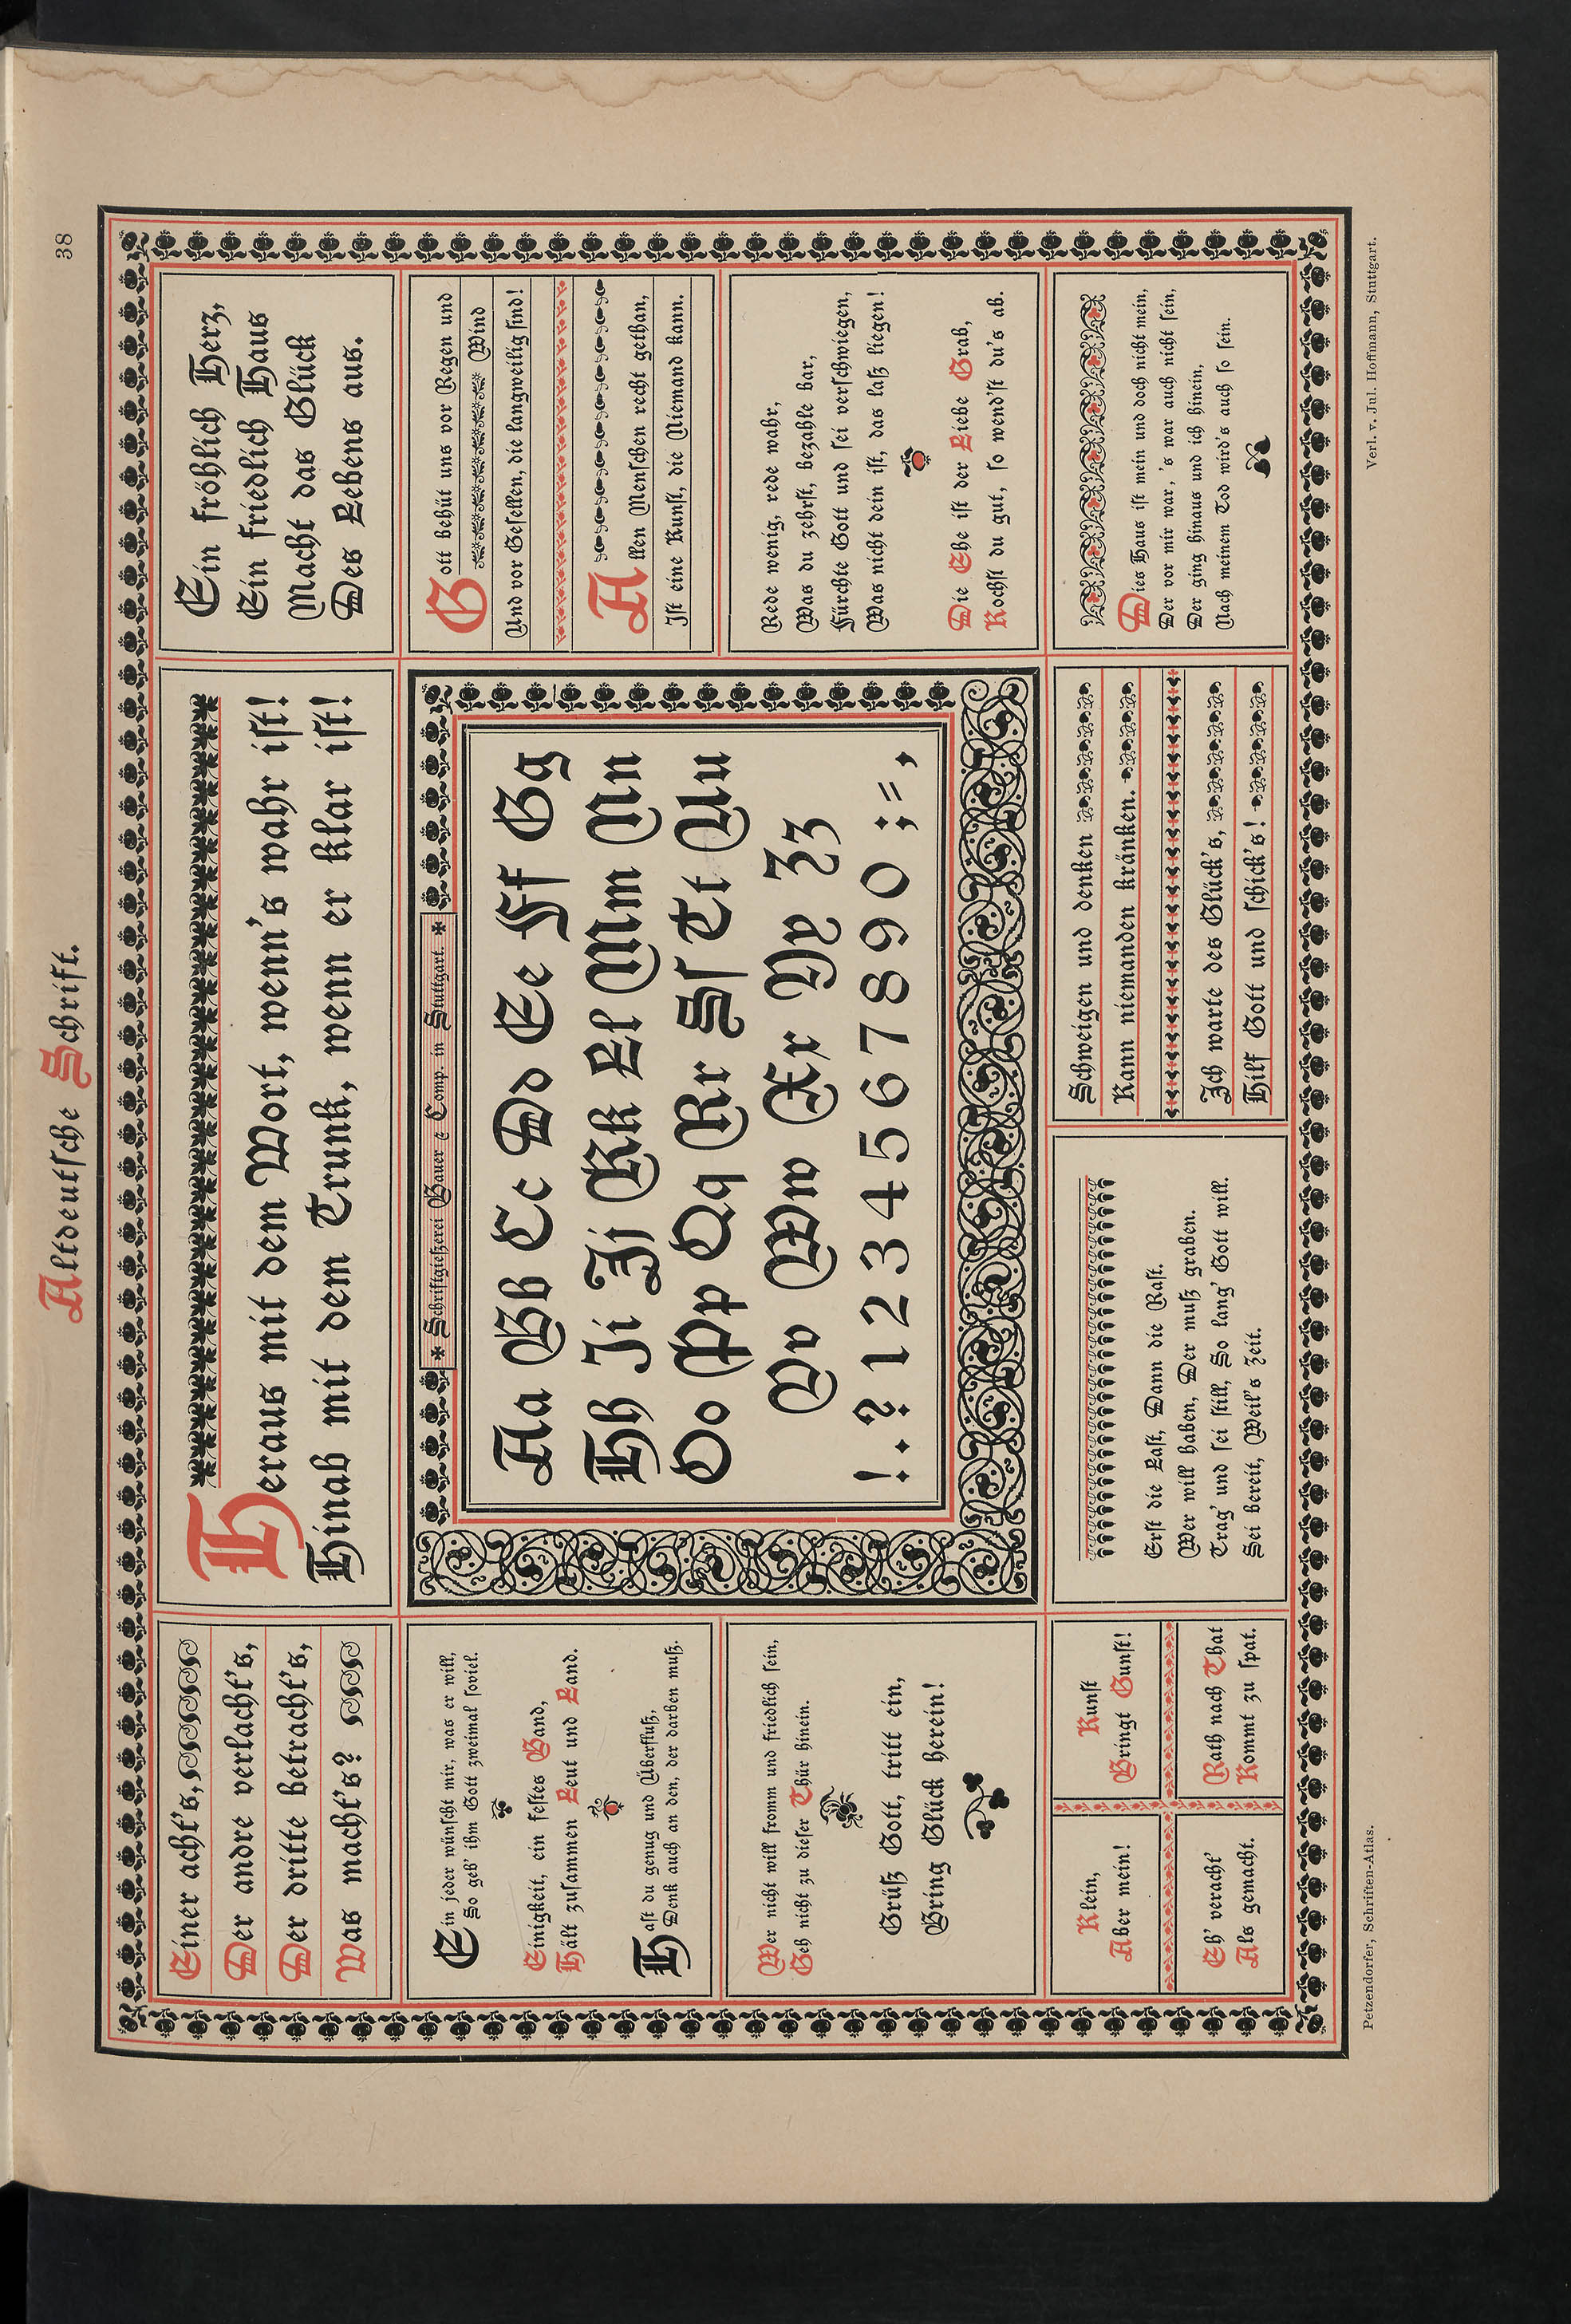 38
Altdeutſche Schrift.
Einer acht's,
Der andre verlacht's,
Der dritte betracht's,
Was macht's?
Heraus mit dem Wort, wenn's wahr iſt!
Hinab mit dem Trunk, wenn er klar iſt!
Ein fröhlich Herz,
Ein friedlich Haus
Macht das Glück
Des Lebens aus.
Ein jeder wünſcht mir, was er will,
So geb' ihm Gott zweimal ſoviel.
Einigkeit, ein feſtes Band,
Hält zuſammen Leut und Land.
Haſt du genug und Überfluß,
Denk auch an den, der darben muß.
Wer nicht will fromm und friedlich ſein,
Geh nicht zu dieſer Thür hinein.
Grüß Gott, tritt ein,
Bring Glück herein!
* Schriftgießerei Bauer & Comp. in Stuttgart. *
Aa Bb Cc Dd Ee Ff Gg
Hh Ii Jj Kk Ll Mm Nn
Oo Pp Qq Rr Sſ Tt Uu
Vv Ww Xx Yy Zz
! . ? 1 2 3 4 5 6 7 8 9 0 ; = ,
Gott behüt uns vor Regen und
Wind
Und vor Geſellen, die langweilig ſind!
Allen Menſchen recht gethan,
Iſt eine Kunſt, die Niemand kann.
Rede wenig, rede wahr,
Was du zehrſt, bezahle bar,
Fürchte Gott und ſei verſchwiegen,
Was nicht dein iſt, das laß liegen!
Die Ehe iſt der Liebe Grab,
Kochſt du gut, ſo wend'ſt du's ab.
Klein,
Aber mein!
Kunſt
Bringt Gunſt!
Eh' veracht'
Als gemacht.
Rath nach That
Kommt zu ſpat.
Erſt die Laſt, Dann die Raſt.
Wer will haben, Der muß graben.
Trag' und ſei ſtill, So lang' Gott will.
Sei bereit, Weil's Zeit.
Schweigen und denken
Kann niemanden kränken.
Ich warte des Glück's,
Hilf Gott und ſchick's!
Dies Haus iſt mein und doch nicht mein,
Der vor mir war, 's war auch nicht ſein,
Der ging hinaus und ich hinein,
Nach meinem Tod wird's auch ſo ſein.
Petzendorfer, Schriften-Atlas.
Verl. v. Jul. Hoffmann, Stuttgart.